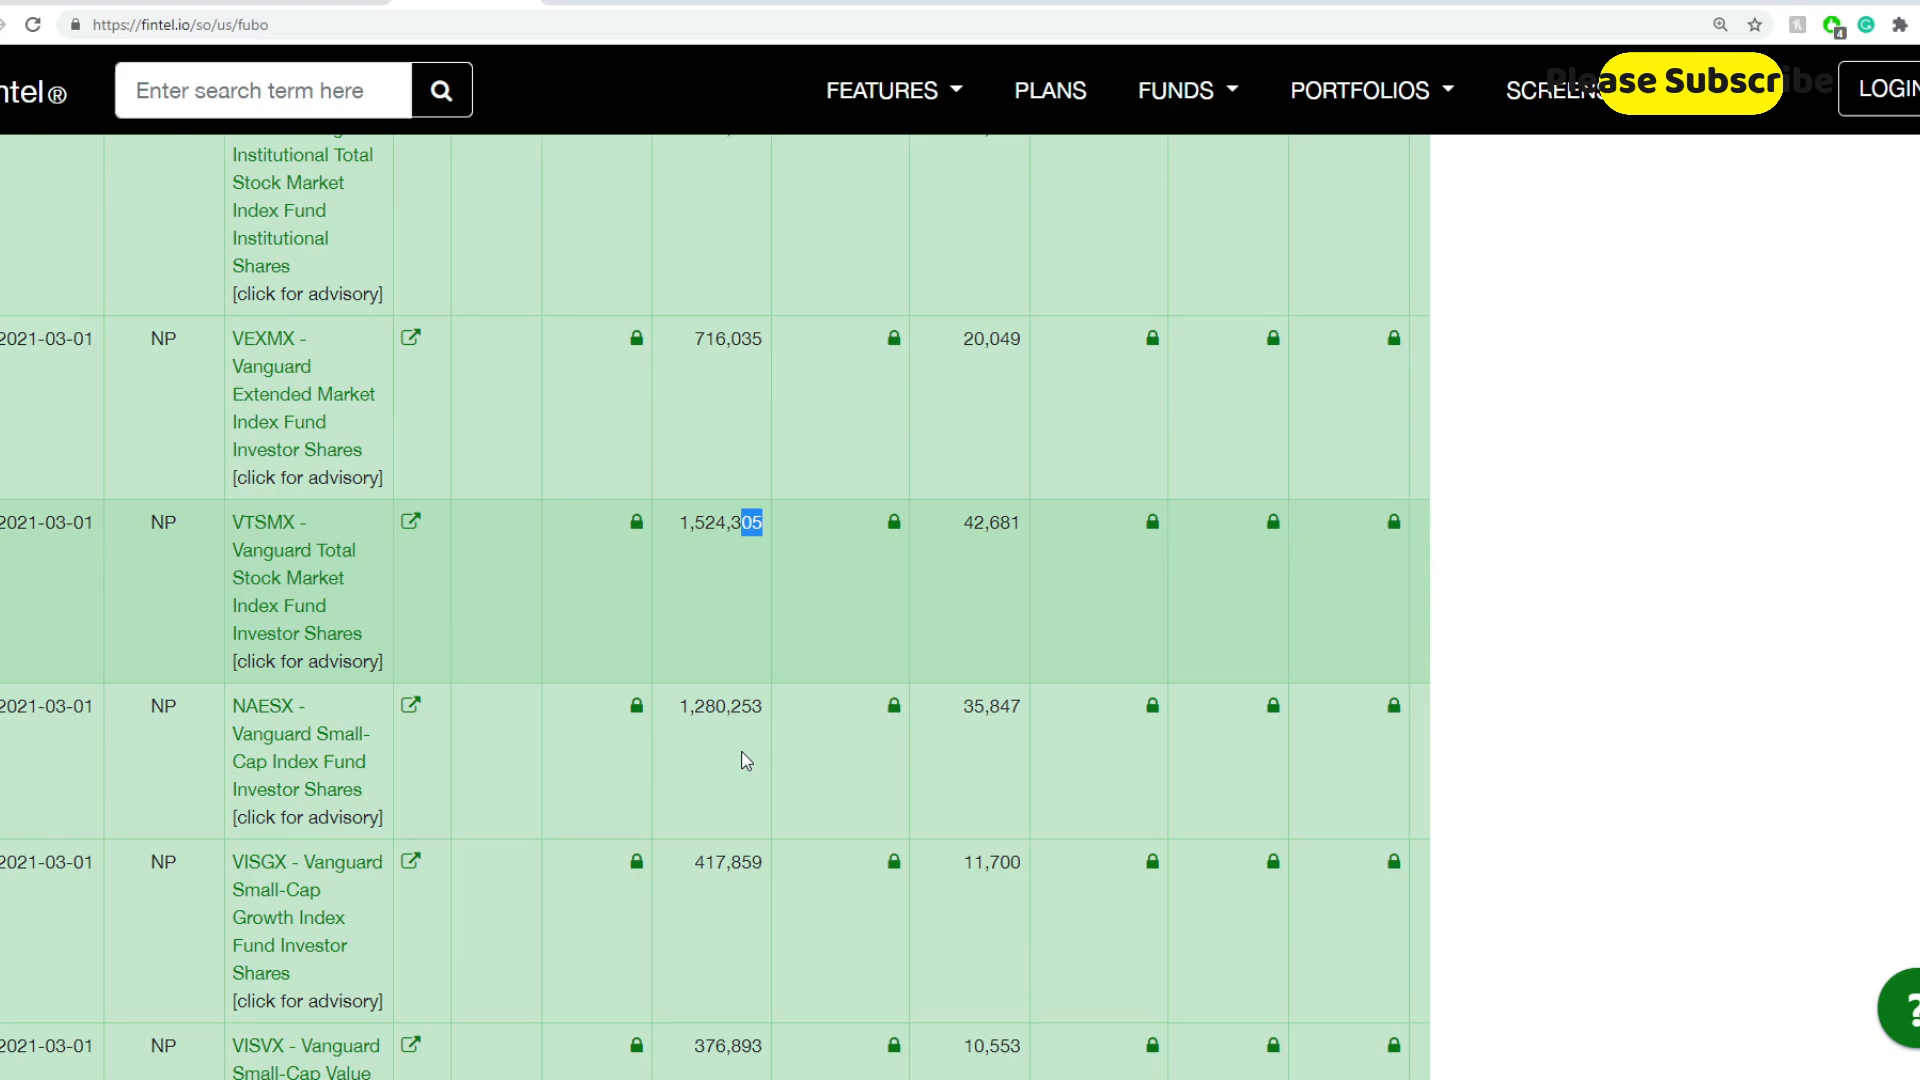 https://fintel.io/so/us/fubo
4
ntel®
Enter search term here
FEATURES
PLANS
FUNDS
PORTFOLIOS
SCREENS
Please Subscribe
LOGIN
Institutional Total
Stock Market
Index Fund
Institutional
Shares
[click for advisory]
2021-03-01 NP VEXMX - 716,035 20,049
Vanguard
Extended Market
Index Fund
Investor Shares
[click for advisory]
2021-03-01 NP VTSMX - 1,524,305 42,681
Vanguard Total
Stock Market
Index Fund
Investor Shares
[click for advisory]
2021-03-01 NP NAESX - 1,280,253 35,847
Vanguard Small-
Cap Index Fund
Investor Shares
[click for advisory]
2021-03-01 NP VISGX - Vanguard 417,859 11,700
Small-Cap
Growth Index
Fund Investor
Shares
[click for advisory]
2021-03-01 NP VISVX - Vanguard 376,893 10,553
Small-Cap Value
?